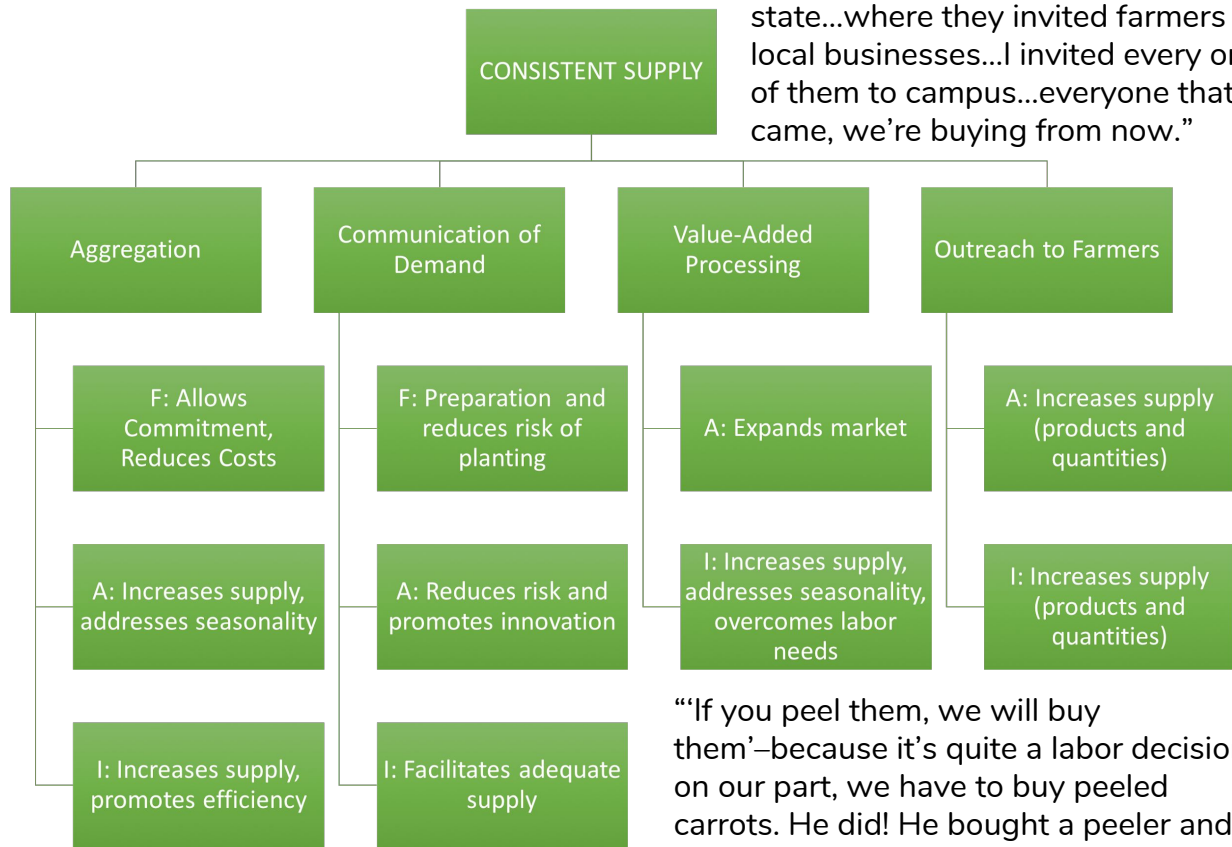 state...where they invited farmers
local businesses...I invited every
of them to campus...everyone that
came, we’re buying from now.”
CONSISTENT SUPPLY
Aggregation
Communication of
Demand
Value-Added
Processing
Outreach to Farmers
F: Allows
Commitment,
Reduces Costs
F: Preparation and
reduces risk of
planting
A: Expands market
A: Increases supply
(products and
quantities)
A: Increases supply,
addresses seasonality
A: Reduces risk and
promotes innovation
I: Increases supply,
addresses seasonality,
overcomes labor
needs
I: Increases supply
(products and
quantities)
I: Increases supply,
promotes efficiency
I: Facilitates adequate
supply
“‘If you peel them, we will buy
them’–because it’s quite a labor
on our part, we have to buy peeled
carrots. He did! He bought a peeler and